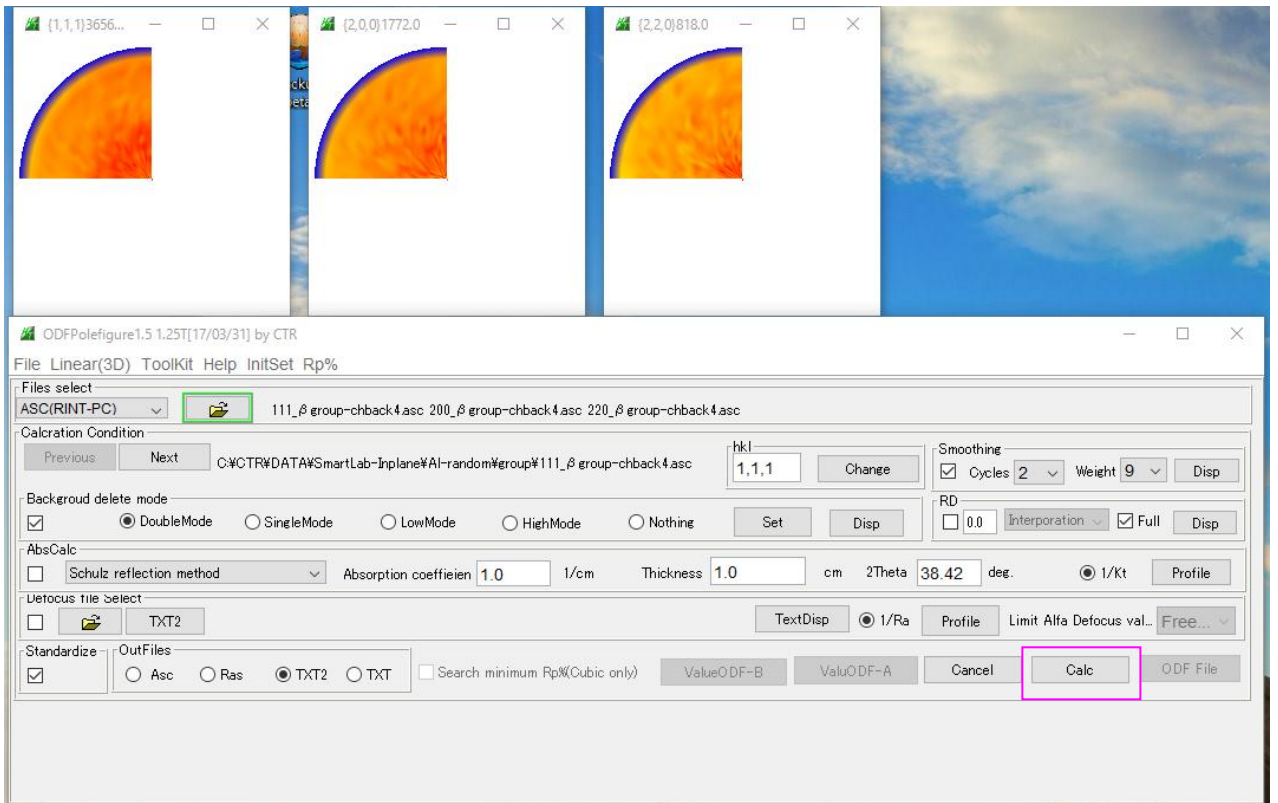 {1,1,1}3656...
{2,0,0}1772.0
{2,2,0}818.0
ODFPolefigure1.5 1.25T[17/03/31] by CTR
File Linear(3D) ToolKit Help InitSet Rp%
Files select
ASC(RINT-PC) 111_β group-chback4.asc 200_β group-chback4.asc 220_β group-chback4.asc
Calcration Condition
Previous Next C:¥CTR¥DATA¥SmartLab-Inplane¥Al-random¥group¥111_β group-chback4.asc
hkl
1,1,1 Change
Smoothing
Cycles 2 Weight 9 Disp
Backgroud delete mode
DoubleMode SingleMode LowMode HighMode Nothing Set Disp
RD
0.0 Interporation Full Disp
AbsCalc
Schulz reflection method Absorption coeffieien 1.0 1/cm Thickness 1.0 cm 2Theta 38.42 deg. 1/Kt Profile
Defocus file Select
TXT2 TextDisp 1/Ra Profile Limit Alfa Defocus val... Free...
Standardize
OutFiles
Asc Ras TXT2 TXT Search minimum Rp%(Cubic only) ValueODF-B ValuODF-A Cancel Calc ODF File